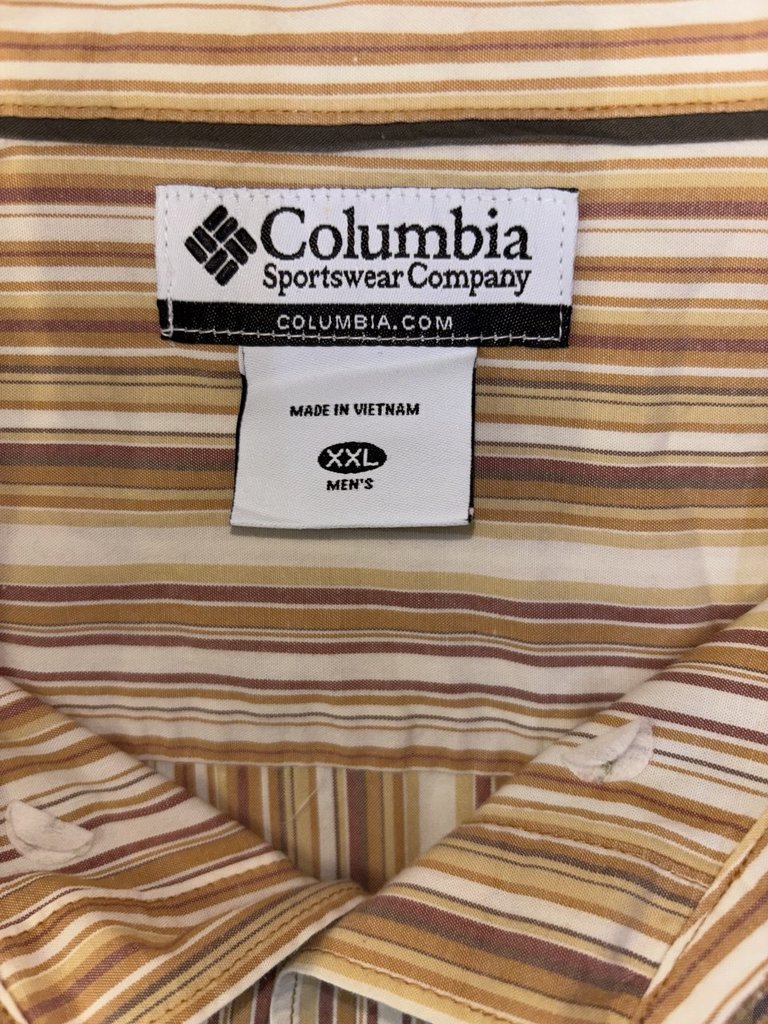 Columbia
Sportswear Company
COLUMBIA.COM
MADE IN VIETNAM
XXL
MEN'S